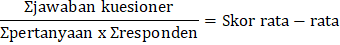 Σjawaban kuesioner
Σpertanyaan x Σresponden = Skor rata − rata